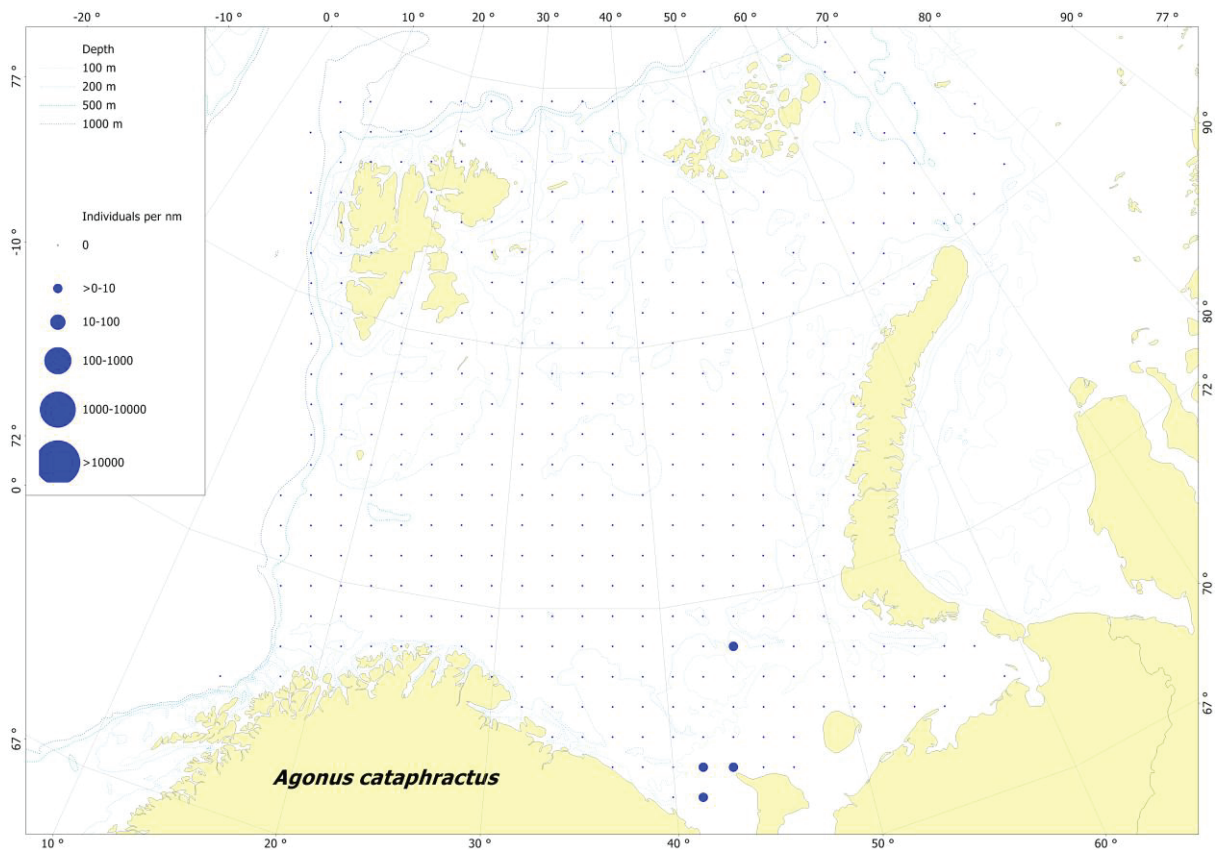 -20 ° -10 ° 0 ° 10 ° 20 ° 30 ° 40 ° 50 ° 60 ° 70 ° 80 ° 90 ° 77 °
Depth
100 m
200 m
500 m
1000 m
Individuals per nm
0
>0-10
10-100
100-1000
1000-10000
>10000
77 °
-10 °
72 °
0 °
67 °
90
80 °
72 °
70 °
67 °
Agonus cataphractus
10 ° 20 ° 30 ° 40 ° 50 ° 60 °